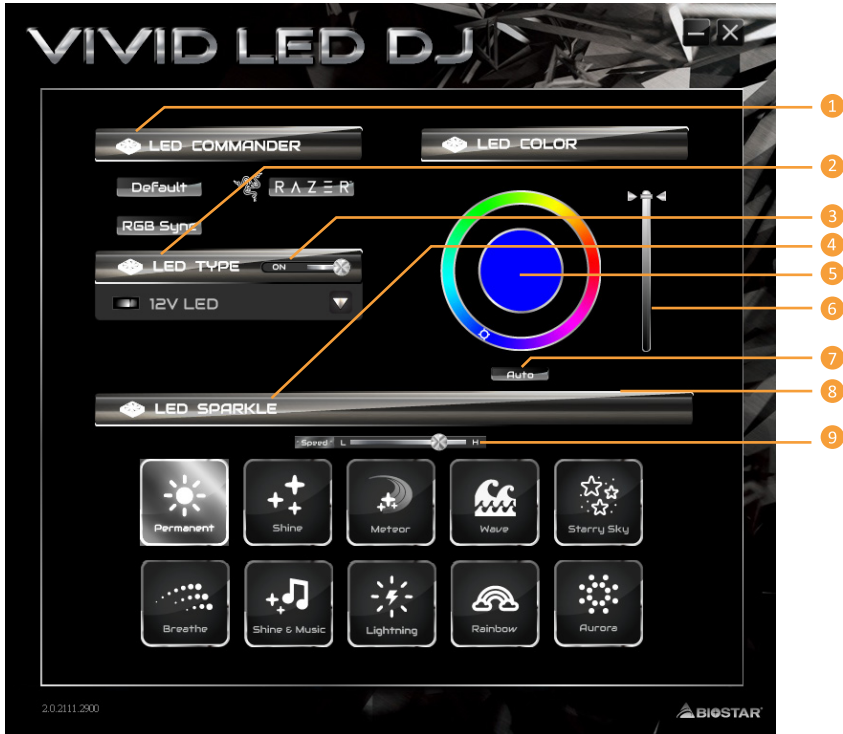 VIVID LED DJ
1
LED COMMANDER
LED COLOR
2
Default
RAZER
3
RGB Sync
4
LED TYPE
ON
5
12V LED
6
7
Auto
8
LED SPARKLE
9
Speed L H
Permanent
Shine
Meteor
Wave
Starry Sky
Breathe
Shine & Music
Lightning
Rainbow
Aurora
2.0.2111.2900
BIOSTAR